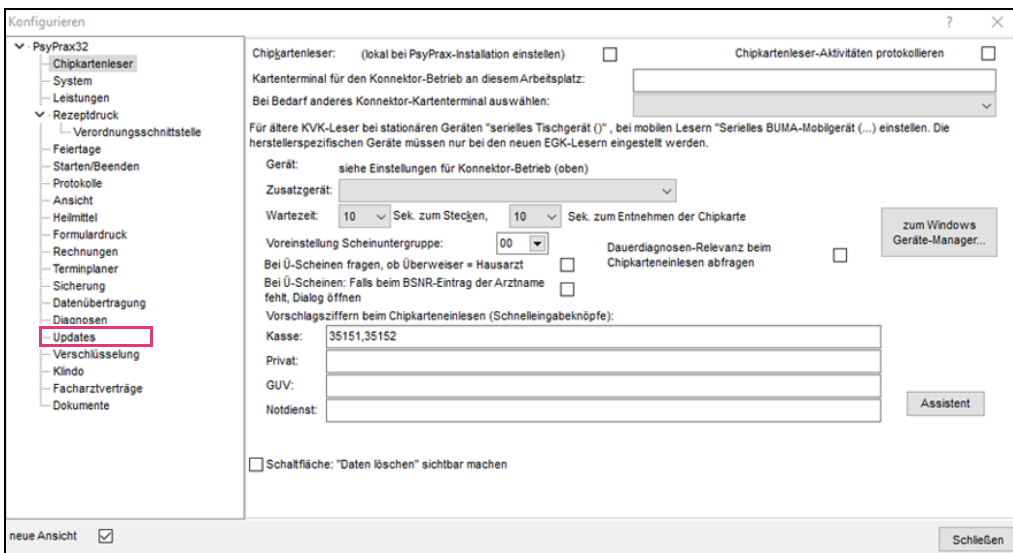 Konfigurieren
PsyPrax32
Chipkartenleser
System
Leistungen
Rezeptdruck
Verordnungsschnittstelle
Feiertage
Starten/Beenden
Protokolle
Ansicht
Heilmittel
Formulardruck
Rechnungen
Terminplaner
Sicherung
Datenübertragung
Diagnosen
Updates
Verschlüsselung
Klindo
Facharztverträge
Dokumente
neue Ansicht
Chipkartenleser: (lokal bei PsyPrax-Installation einstellen) Chipkartenleser-Aktivitäten protokollieren
Kartenterminal für den Konnektor-Betrieb an diesem Arbeitsplatz:
Bei Bedarf anderes Konnektor-Kartenterminal auswählen:
Für ältere KVK-Leser bei stationären Geräten "serielles Tischgerät ()" , bei mobilen Lesern "Serielles BUMA-Mobilgerät (...) einstellen. Die
herstellerspezifischen Geräte müssen nur bei den neuen EGK-Lesern eingestellt werden.
Gerät: siehe Einstellungen für Konnektor-Betrieb (oben)
Zusatzgerät:
Wartezeit: 10 Sek. zum Stecken, 10 Sek. zum Entnehmen der Chipkarte
zum Windows
Geräte-Manager...
Voreinstellung Scheinuntergruppe: 00
Dauerdiagnosen-Relevanz beim
Chipkarteneinlesen abfragen
Bei Ü-Scheinen fragen, ob Überweiser = Hausarzt
Bei Ü-Scheinen: Falls beim BSNR-Eintrag der Arztname
fehlt, Dialog öffnen
Vorschlagsziffern beim Chipkarteneinlesen (Schnelleingabeknöpfe):
Kasse: 35151,35152
Privat:
GUV:
Notdienst:
Assistent
Schaltfläche: "Daten löschen" sichtbar machen
Schließen